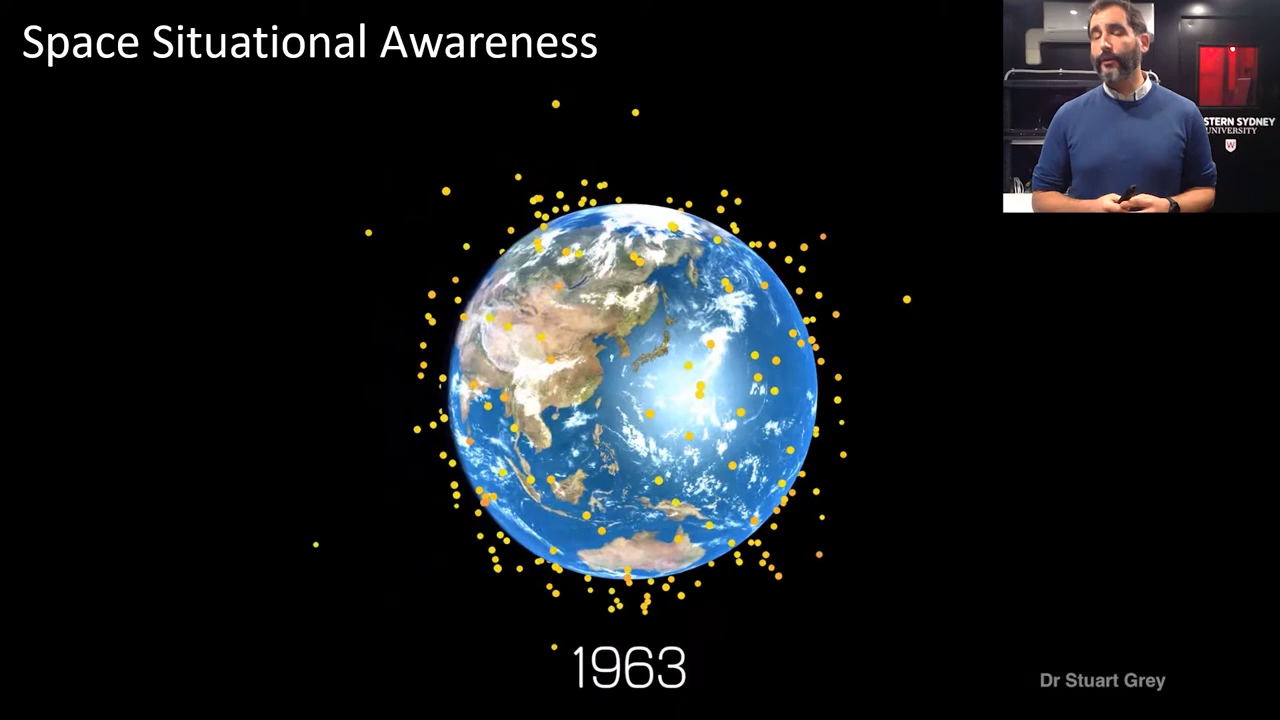 Space Situational Awareness
STERN SYDNEY
UNIVERSITY
W
1963
Dr Stuart Grey